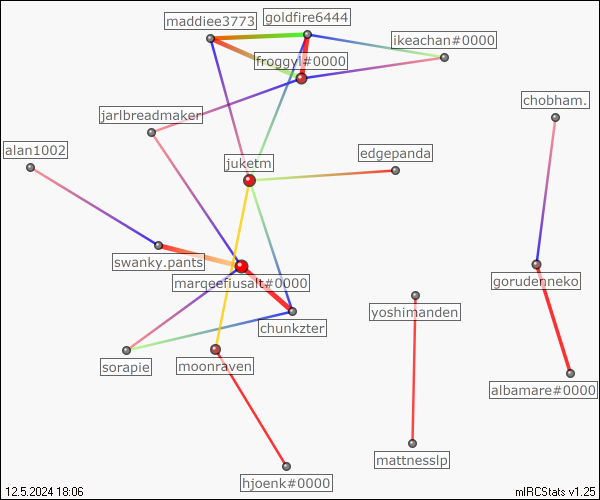 maddiee3773
goldfire6444
ikeachan#0000
froggyl#0000
chobham.
jarlbreadmaker
alan1002
edgepanda
juketm
swanky.pants
marqeefiusalt#0000
gorudenneko
yoshimanden
chunkzter
sorapie
moonraven
albamare#0000
mattnesslp
hjoenk#0000
12.5.2024 18:06
mIRCStats v1.25